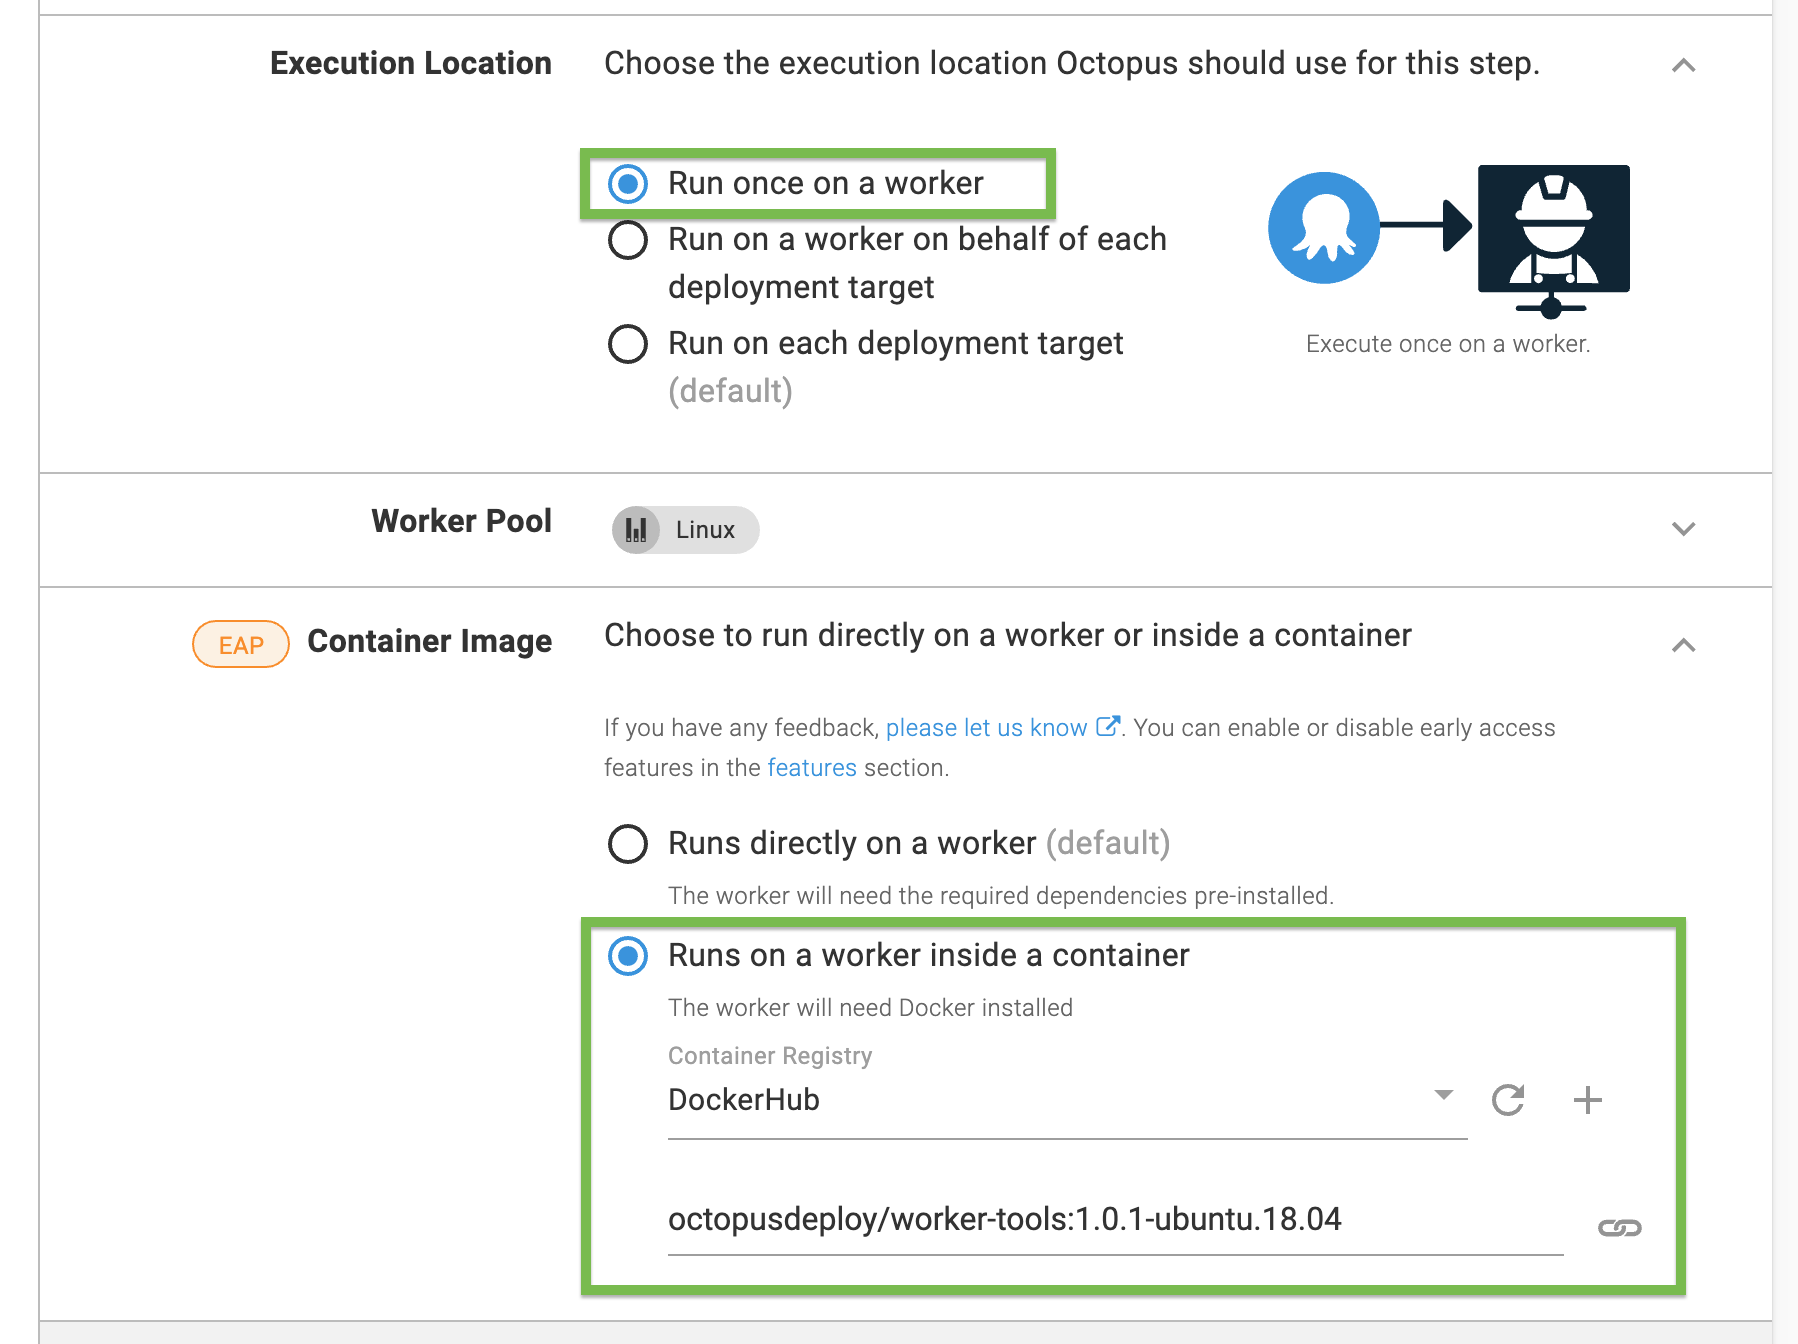 Execution Location
Choose the execution location Octopus should use for this step.
Run once on a worker
Run on a worker on behalf of each
deployment target
Run on each deployment target
(default)
Execute once on a worker.
Worker Pool
Linux
EAP
Container Image
Choose to run directly on a worker or inside a container
If you have any feedback, please let us know. You can enable or disable early access
features in the features section.
Runs directly on a worker (default)
The worker will need the required dependencies pre-installed.
Runs on a worker inside a container
The worker will need Docker installed
Container Registry
DockerHub
octopusdeploy/worker-tools:1.0.1-ubuntu.18.04